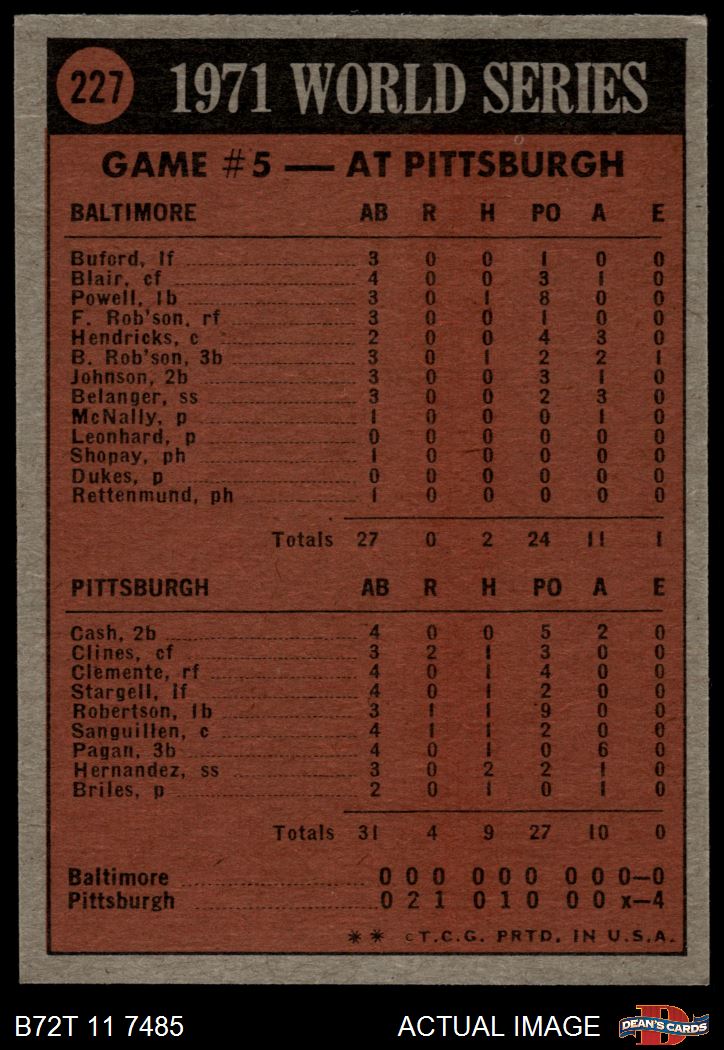 227 1971 WORLD SERIES
GAME #5 — AT PITTSBURGH
BALTIMORE AB R H PO A E
Buford, lf 3 0 0 1 0 0
Blair, cf 4 0 0 3 1 0
Powell, 1b 3 0 1 8 0 0
F. Rob'son, rf 3 0 0 1 0 0
Hendricks, c 2 0 0 4 3 0
B. Rob'son, 3b 3 0 1 2 2 1
Johnson, 2b 3 0 0 3 1 0
Belanger, ss 3 0 0 2 3 0
McNally, p 1 0 0 0 1 0
Leonhard, p 0 0 0 0 0 0
Shopay, ph 1 0 0 0 0 0
Dukes, p 0 0 0 0 0 0
Rettenmund, ph 1 0 0 0 0 0
Totals 27 0 2 24 11 1
PITTSBURGH AB R H PO A E
Cash, 2b 4 0 0 5 2 0
Clines, cf 3 2 1 3 0 0
Clemente, rf 4 0 1 4 0 0
Stargell, lf 4 0 1 2 0 0
Robertson, 1b 3 1 1 9 0 0
Sanguillen, c 4 1 1 2 0 0
Pagan, 3b 4 0 1 0 6 0
Hernandez, ss 3 0 2 2 1 0
Briles, p 2 0 1 0 1 0
Totals 31 4 9 27 10 0
Baltimore 0 0 0 0 0 0 0 0 0—0
Pittsburgh 0 2 1 0 1 0 0 0 x—4
** ©T.C.G. PRTD. IN U.S.A.
B72T 11 7485 ACTUAL IMAGE D DEAN'S CARDS